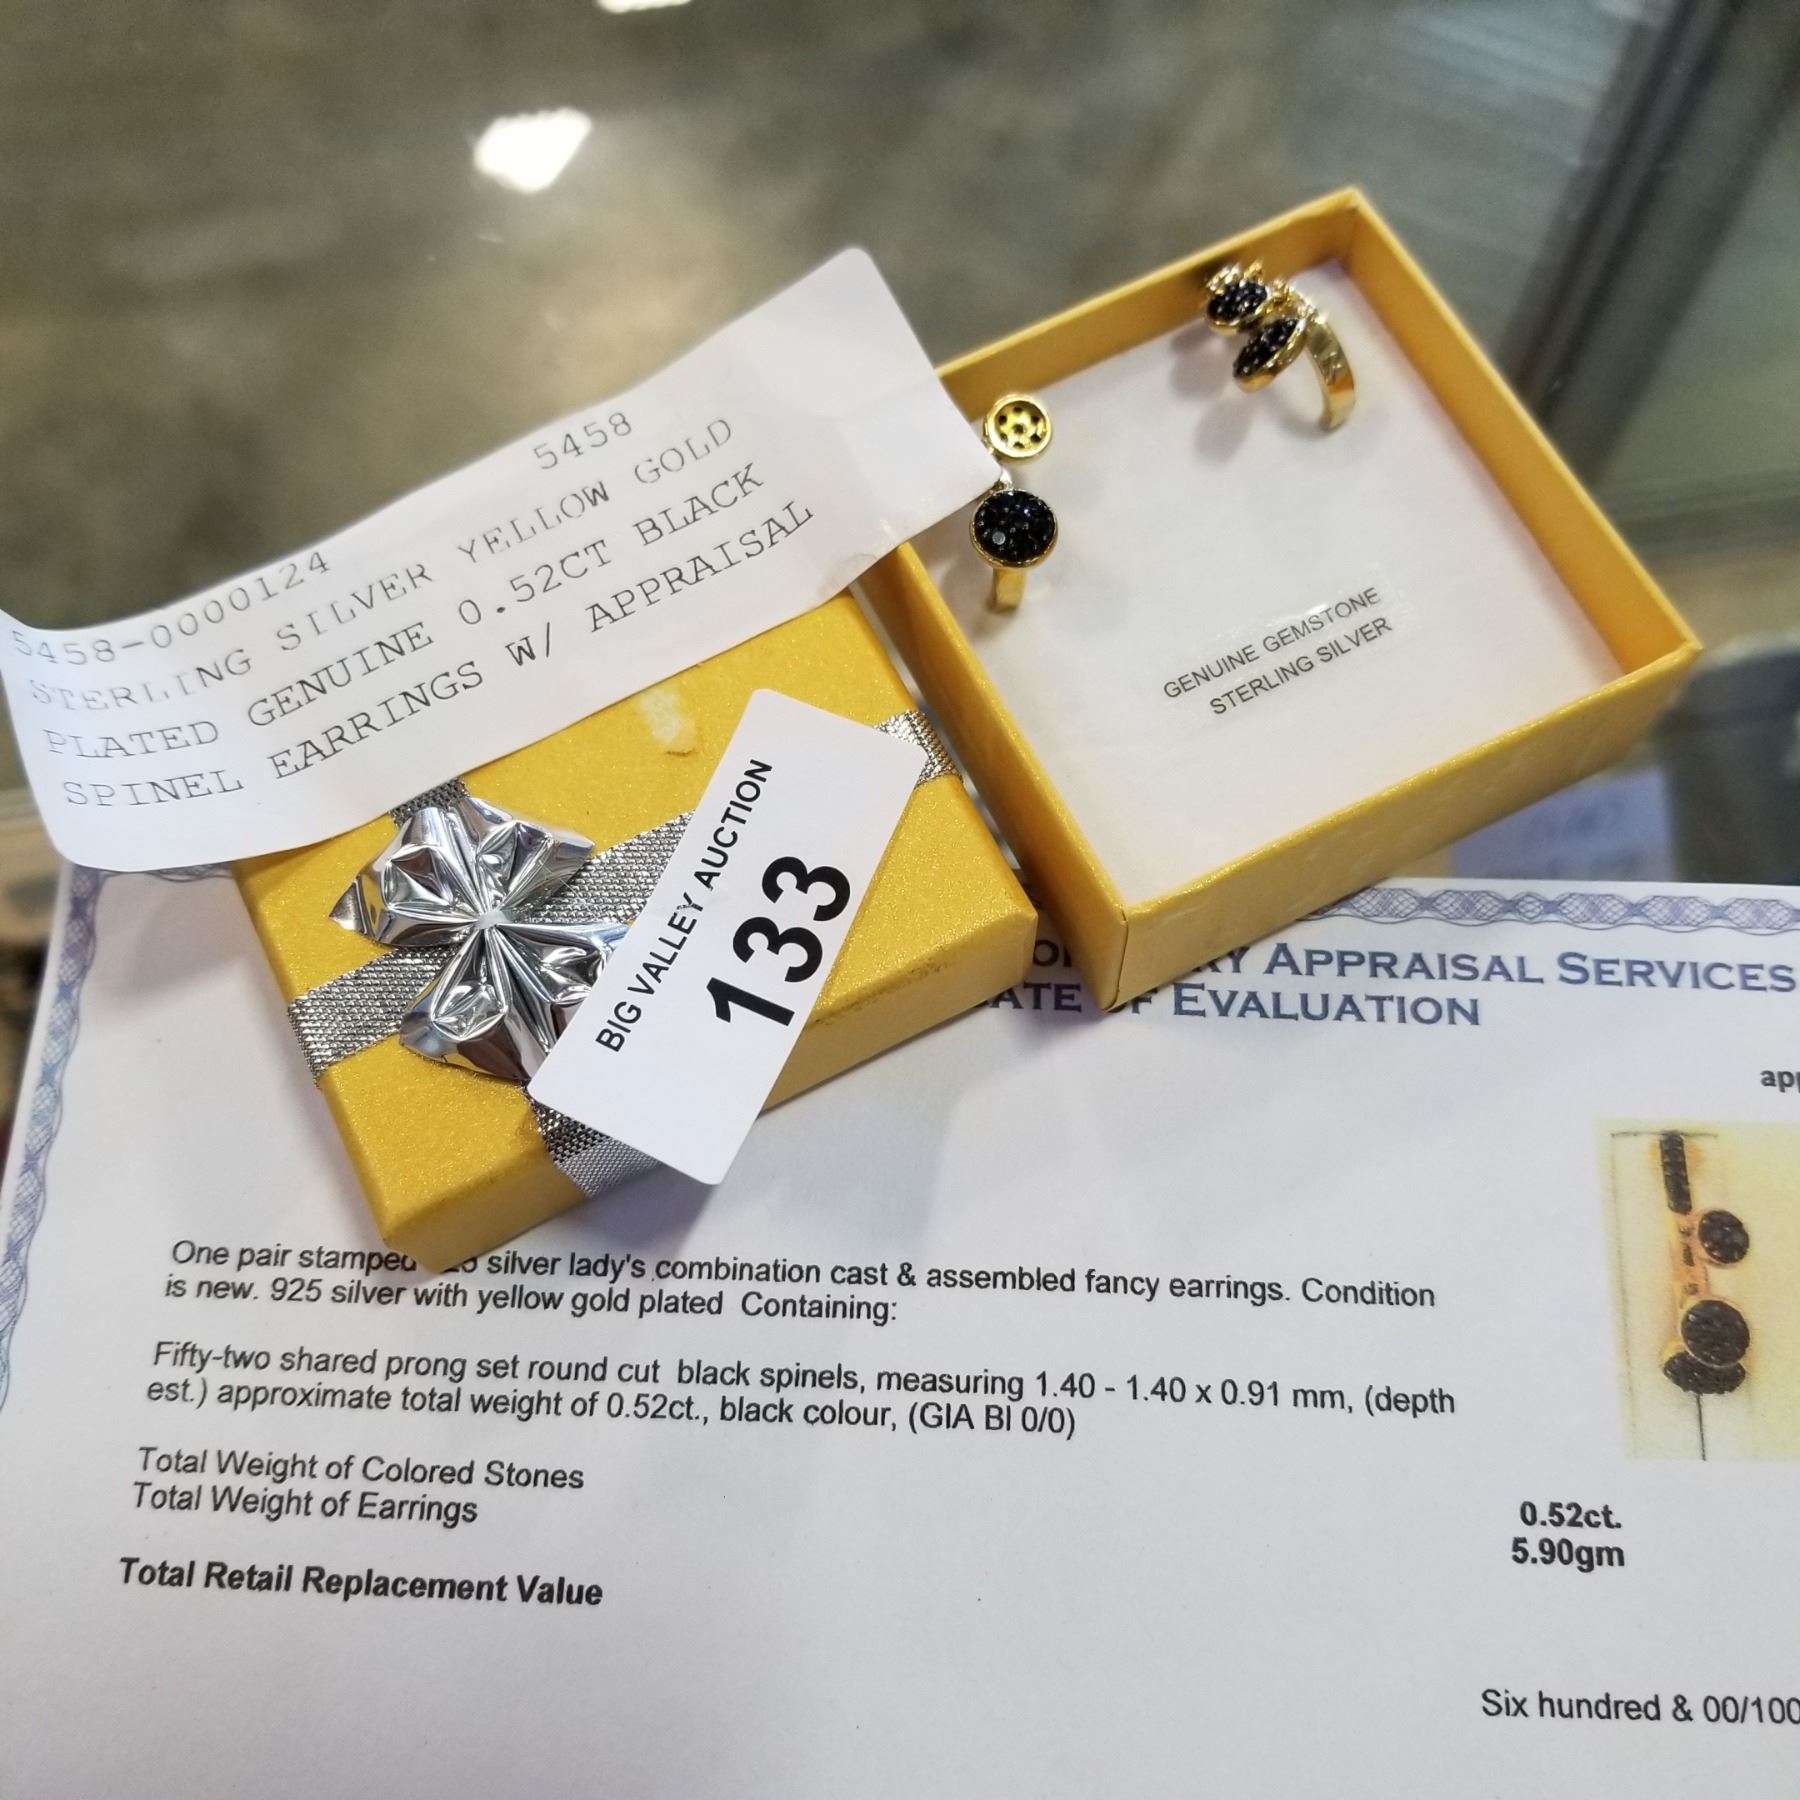 5458
5458-0000124
STERLING SILVER YELLOW GOLD
PLATED GENUINE 0.52CT BLACK
SPINEL EARRINGS W/ APPRAISAL
GENUINE GEMSTONE
STERLING SILVER
BIG VALLEY AUCTION
133
APPRAISAL SERVICES
OF EVALUATION
One pair stamped silver lady's combination cast & assembled fancy earrings. Condition
is new. 925 silver with yellow gold plated Containing:
Fifty-two shared prong set round cut black spinels, measuring 1.40 - 1.40 x 0.91 mm, (depth
est.) approximate total weight of 0.52ct., black colour, (GIA Bl 0/0)
Total Weight of Colored Stones 0.52ct.
Total Weight of Earrings 5.90gm
Total Retail Replacement Value
Six hundred & 00/100